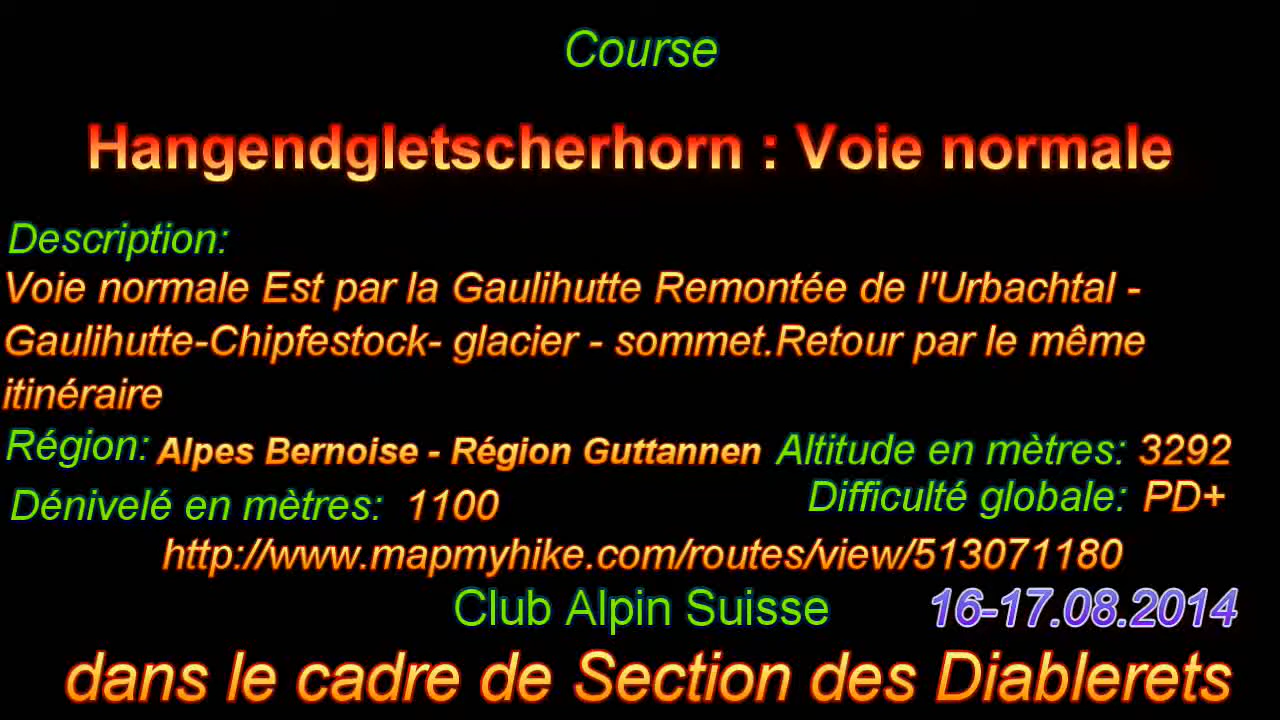 Course
Hangendgletscherhorn : Voie normale
Description:
Voie normale Est par la Gaulihutte Remontée de l'Urbachtal -
Gaulihutte-Chipfestock- glacier - sommet.Retour par le même
itinéraire
Région: Alpes Bernoise - Région Guttannen Altitude en mètres: 3292
Dénivelé en mètres: 1100 Difficulté globale: PD+
http://www.mapmyhike.com/routes/view/513071180
Club Alpin Suisse 16-17.08.2014
dans le cadre de Section des Diablerets